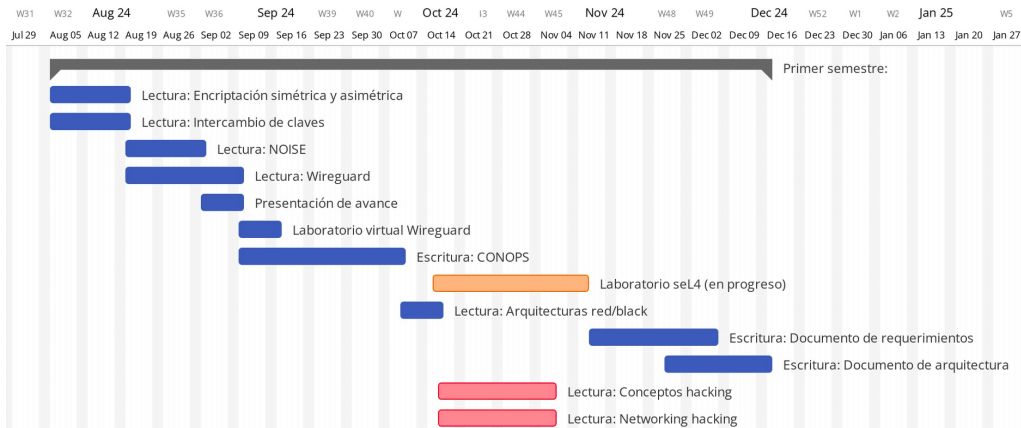 W31 W32 Aug 24 W35 W36 Sep 24 W39 W40 W Oct 24 I3 W44 W45 Nov 24 W48 W49 Dec 24 W52 W1 W2 Jan 25 W5
Jul 29 Aug 05 Aug 12 Aug 19 Aug 26 Sep 02 Sep 09 Sep 16 Sep 23 Sep 30 Oct 07 Oct 14 Oct 21 Oct 28 Nov 04 Nov 11 Nov 18 Nov 25 Dec 02 Dec 09 Dec 16 Dec 23 Dec 30 Jan 06 Jan 13 Jan 20 Jan 27
Primer semestre:
Lectura: Encriptación simétrica y asimétrica
Lectura: Intercambio de claves
Lectura: NOISE
Lectura: Wireguard
Presentación de avance
Laboratorio virtual Wireguard
Escritura: CONOPS
Laboratorio seL4 (en progreso)
Lectura: Arquitecturas red/black
Escritura: Documento de requerimientos
Escritura: Documento de arquitectura
Lectura: Conceptos hacking
Lectura: Networking hacking